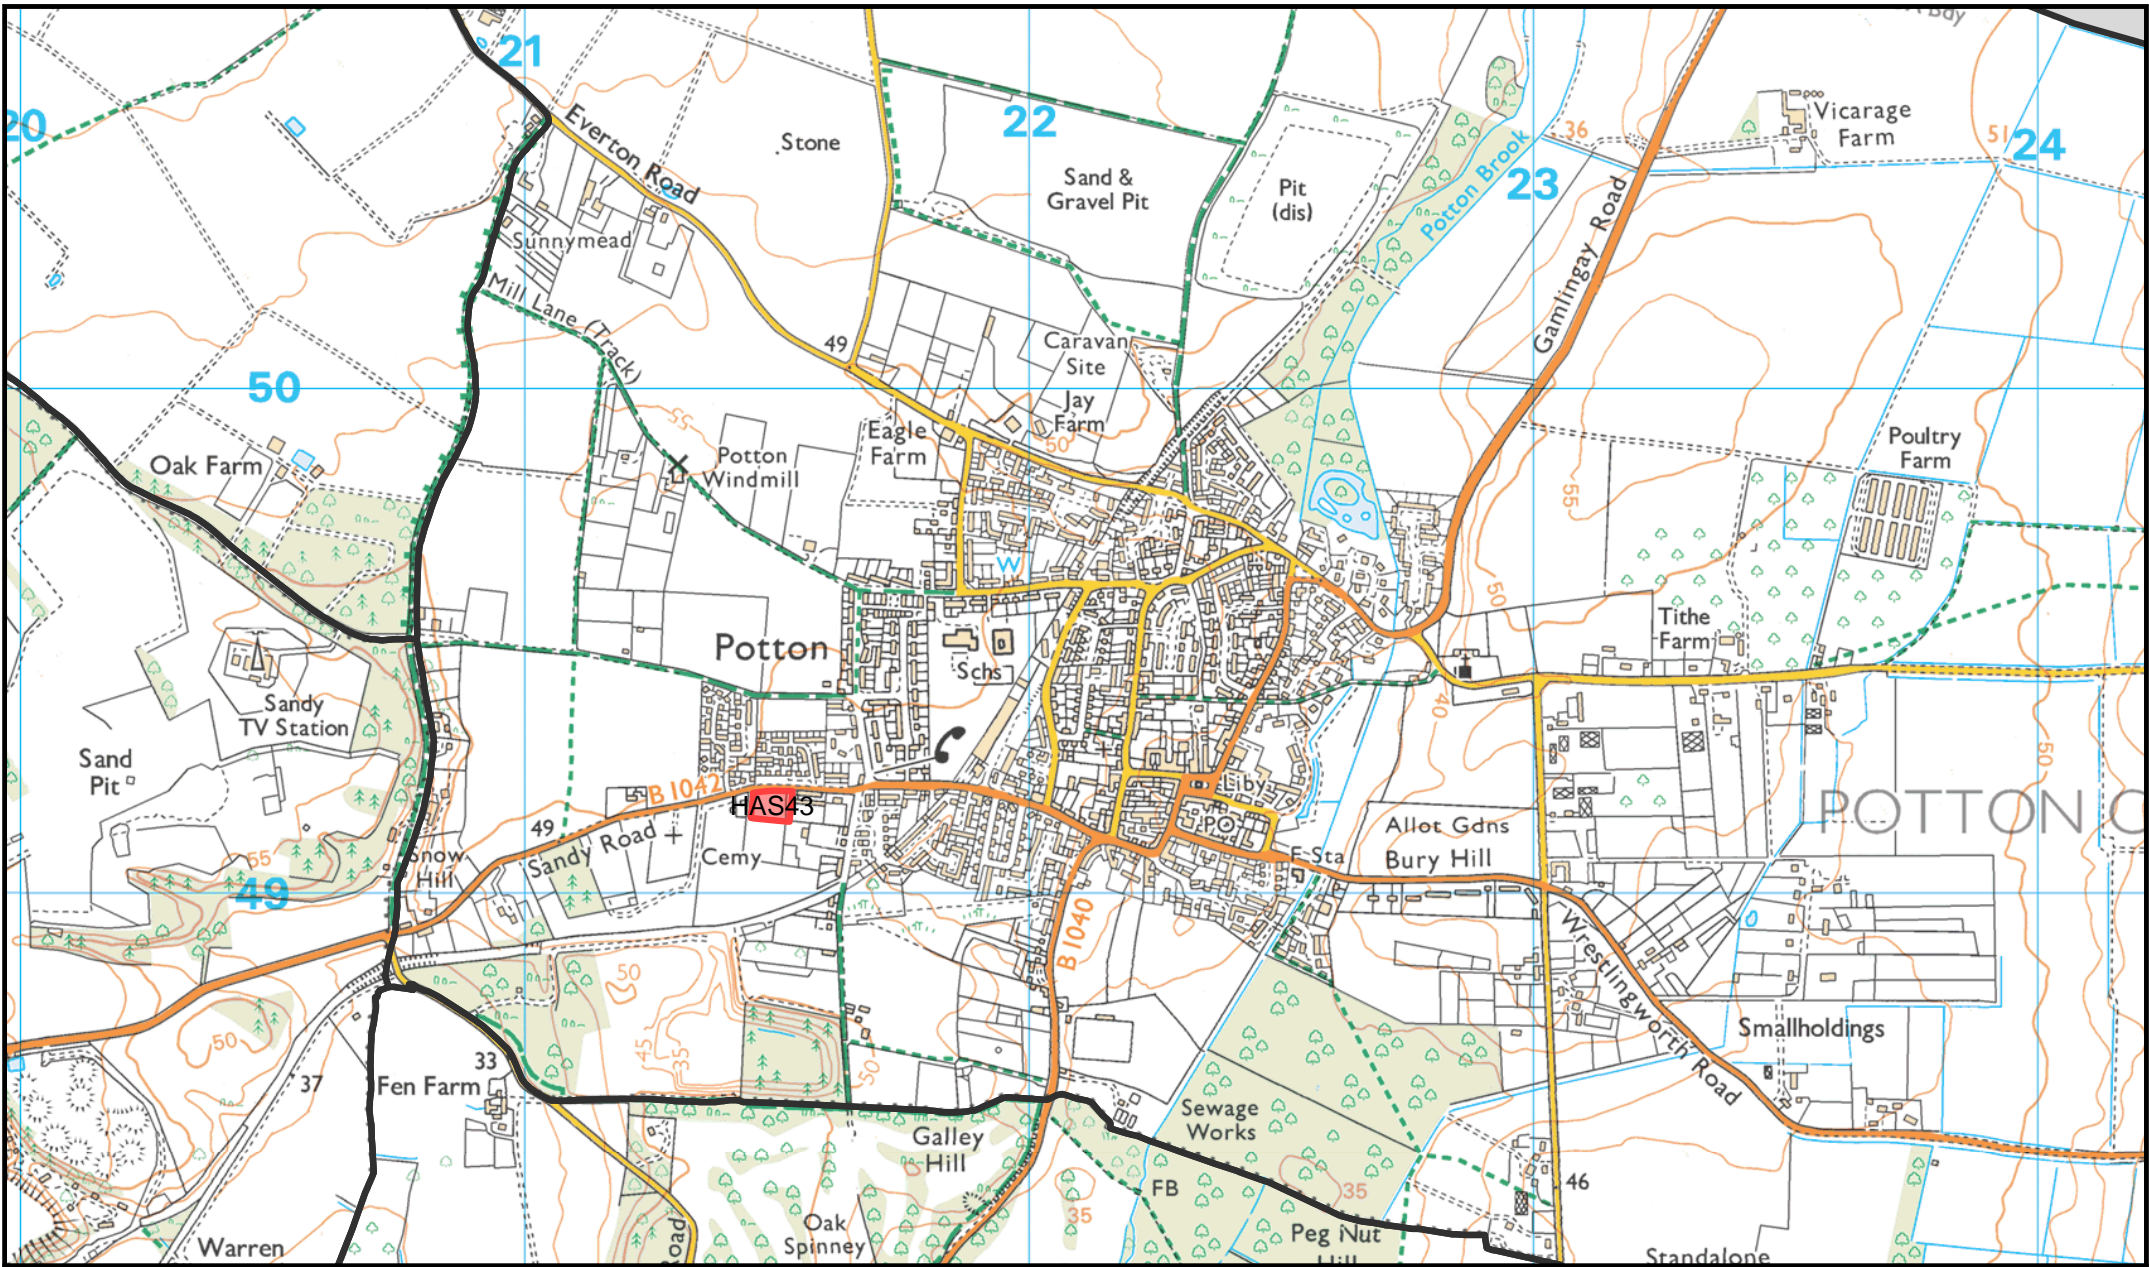 21
20
22
23
24
50
49
Everton Road
Stone
Sand &
Gravel Pit
Pit
(dis)
Potton Brook
36
Vicarage
Farm
51
Sunnymead
Mill Lane (Track)
Gamlingay Road
49
Caravan
Site
Jay
Farm
50
55
Eagle
Farm
Oak Farm
Potton
Windmill
Poultry
Farm
55
W
50
Tithe
Farm
Potton
Schs
Sandy
TV Station
40
Sand
Pit
50
B 1042
HAS43
Liby
POTTON C
49
Sandy Road
PO
Allot Gdns
Cemy
F Sta
Bury Hill
55
Snow
Hill
B 1040
Wrestlingworth Road
50
50
45
35
50
Smallholdings
37
33
Fen Farm
Sewage
Works
Galley
Hill
FB
35
35
46
Oak
Spinney
Peg Nut
Hill
Warren
Road
Standalone